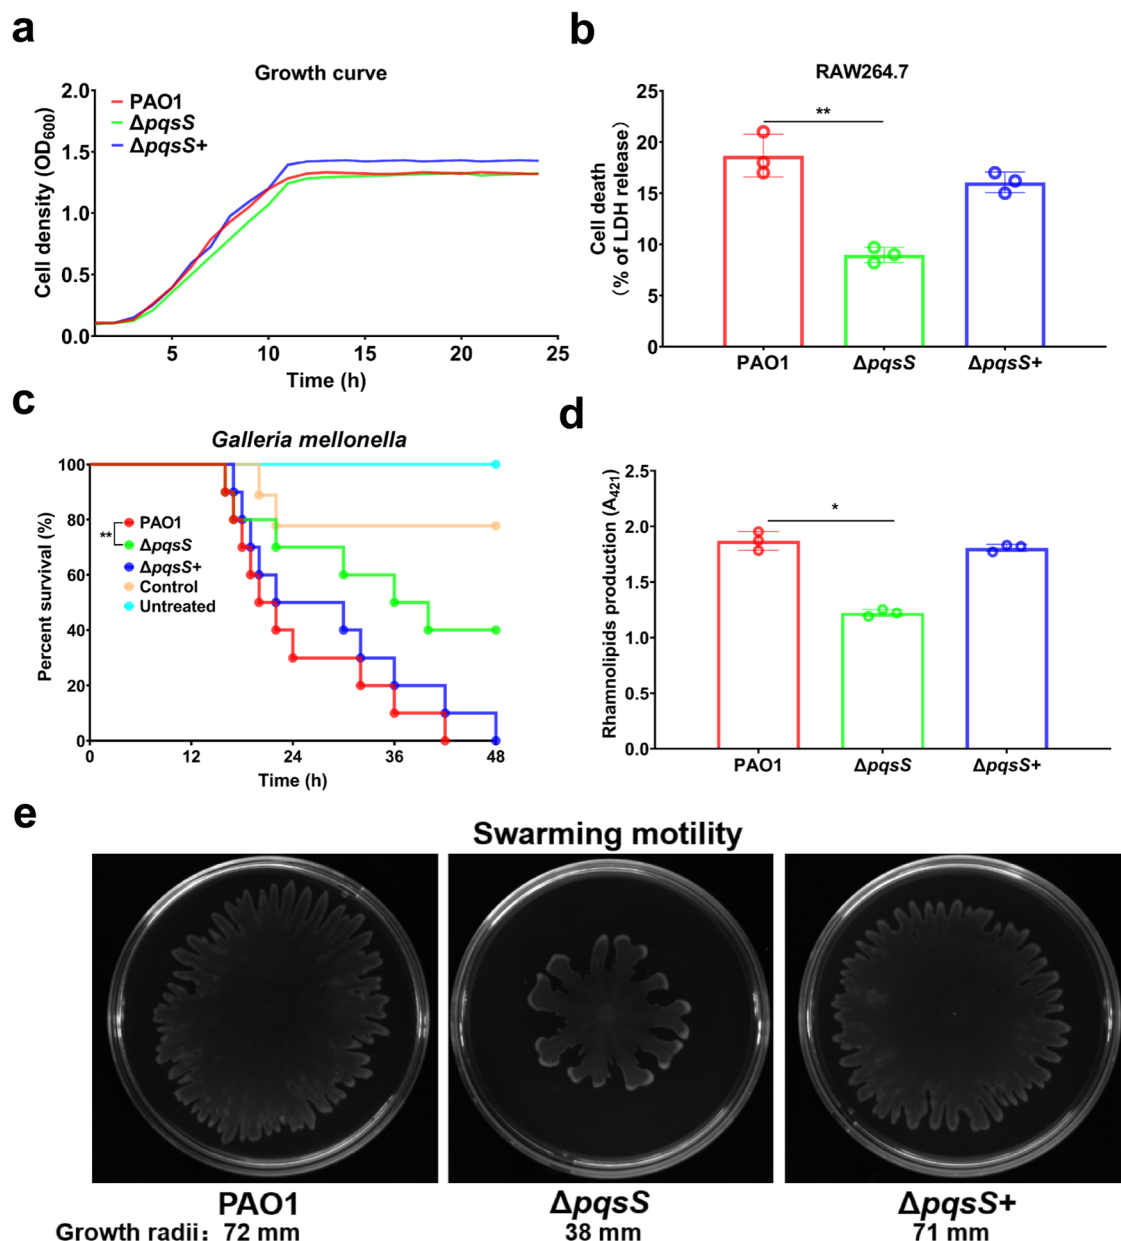 a
Growth curve
Cell density (OD600)
2.0
1.5
1.0
0.5
0.0
PAO1
ΔpqsS
ΔpqsS+
5
10
15
20
25
Time (h)
b
RAW264.7
Cell death
(% of LDH release)
25
20
15
10
5
0
**
PAO1
ΔpqsS
ΔpqsS+
c
Galleria mellonella
Percent survival (%)
100
80
60
40
20
0
**
PAO1
ΔpqsS
ΔpqsS+
Control
Untreated
0
12
24
36
48
Time (h)
d
Rhamnolipids production (A421)
2.5
2.0
1.5
1.0
0.5
0.0
*
PAO1
ΔpqsS
ΔpqsS+
e
Swarming motility
PAO1
ΔpqsS
ΔpqsS+
Growth radii: 72 mm
38 mm
71 mm